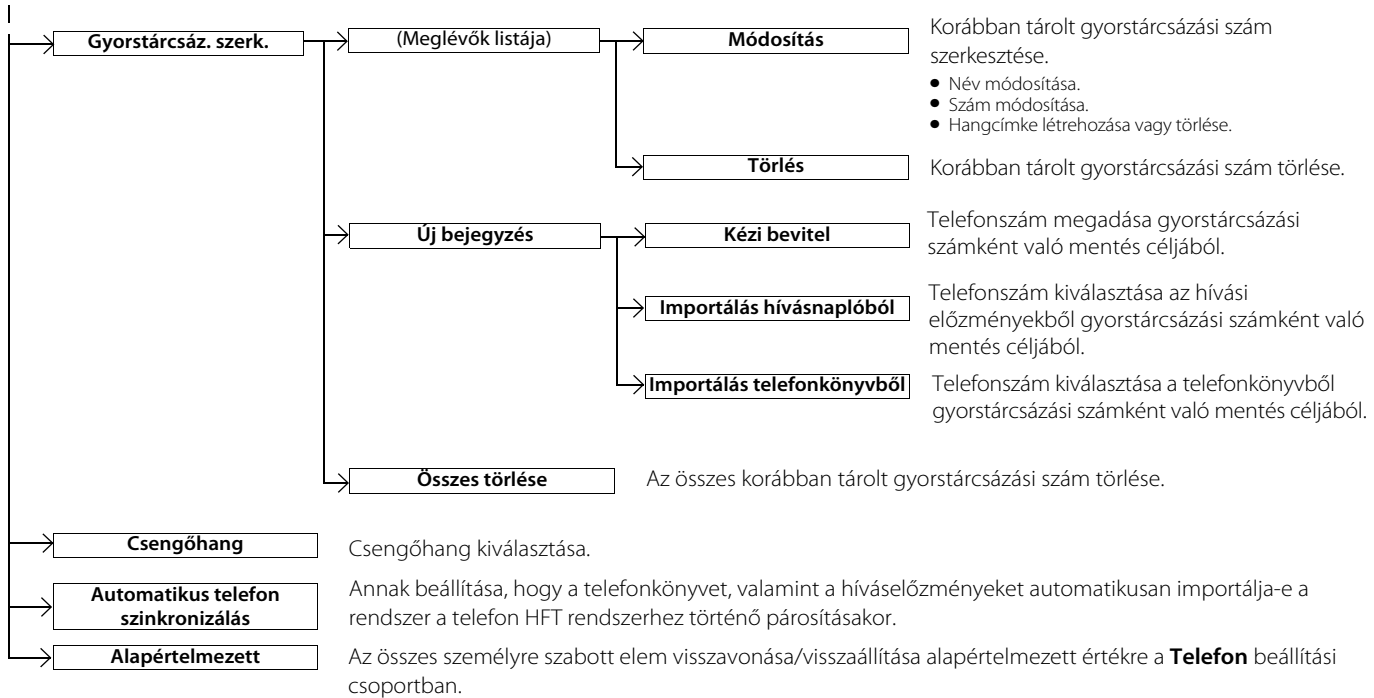 Gyorstárcsáz. szerk.
(Meglévők listája)
Módosítás
Korábban tárolt gyorstárcsázási szám
szerkesztése.
● Név módosítása.
● Szám módosítása.
● Hangcímke létrehozása vagy törlése.
Törlés
Korábban tárolt gyorstárcsázási szám törlése.
Új bejegyzés
Kézi bevitel
Telefonszám megadása gyorstárcsázási
számként való mentés céljából.
Importálás hívásnaplóból
Telefonszám kiválasztása az hívási
előzményekből gyorstárcsázási számként való
mentés céljából.
Importálás telefonkönyvből
Telefonszám kiválasztása a telefonkönyvből
gyorstárcsázási számként való mentés céljából.
Összes törlése
Az összes korábban tárolt gyorstárcsázási szám törlése.
Csengőhang
Csengőhang kiválasztása.
Automatikus telefon
szinkronizálás
Annak beállítása, hogy a telefonkönyvet, valamint a híváselőzményeket automatikusan importálja-e a
rendszer a telefon HFT rendszerhez történő párosításakor.
Alapértelmezett
Az összes személyre szabott elem visszavonása/visszaállítása alapértelmezett értékre a Telefon beállítási
csoportban.